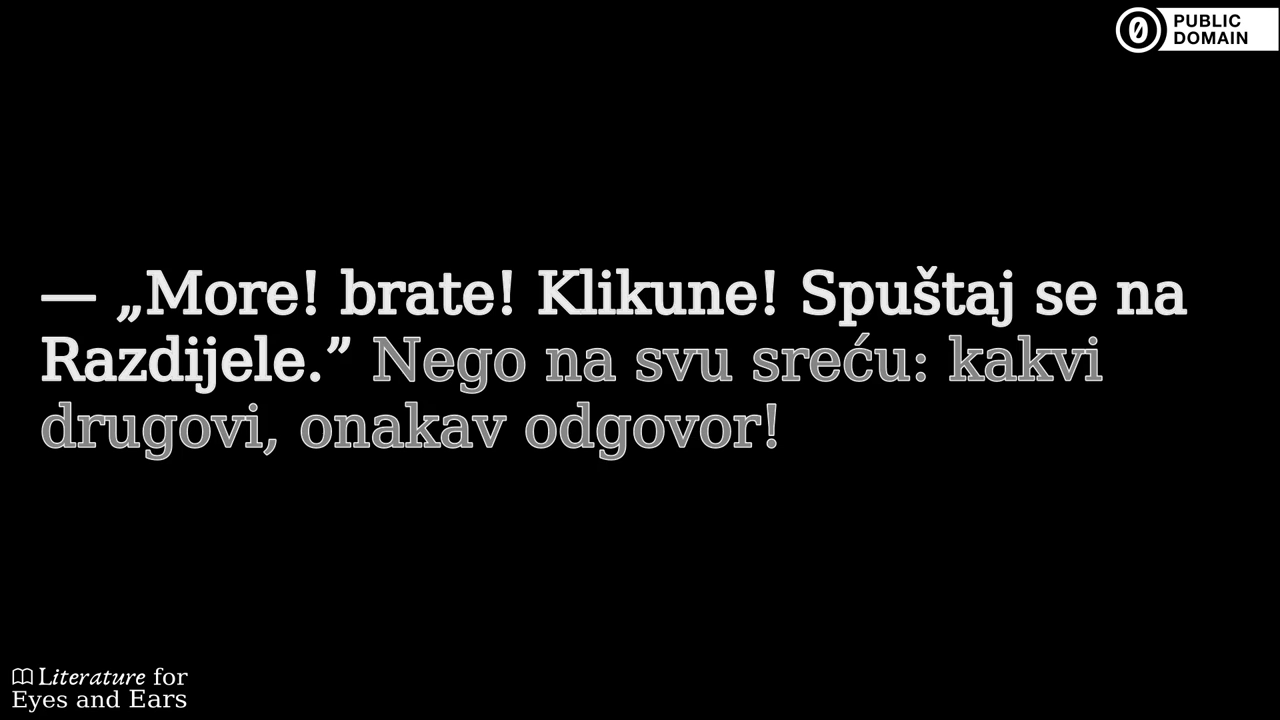 PUBLIC
DOMAIN
— „More! brate! Klikune! Spuštaj se na
Razdijele.” Nego na svu sreću: kakvi
drugovi, onakav odgovor!
Literature for
Eyes and Ears